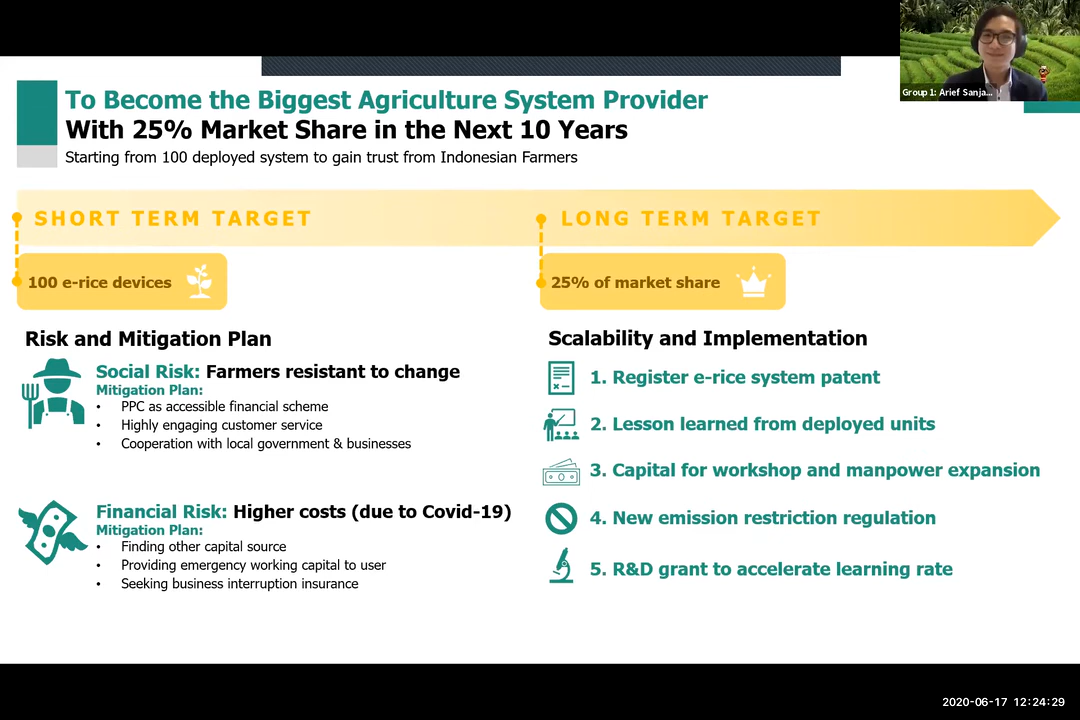 Group 1: Arief Sanja...
To Become the Biggest Agriculture System Provider
With 25% Market Share in the Next 10 Years
Starting from 100 deployed system to gain trust from Indonesian Farmers
SHORT TERM TARGET
LONG TERM TARGET
100 e-rice devices
25% of market share
Risk and Mitigation Plan
Social Risk: Farmers resistant to change
Mitigation Plan:
• PPC as accessible financial scheme
• Highly engaging customer service
• Cooperation with local government & businesses
Financial Risk: Higher costs (due to Covid-19)
Mitigation Plan:
• Finding other capital source
• Providing emergency working capital to user
• Seeking business interruption insurance
Scalability and Implementation
1. Register e-rice system patent
2. Lesson learned from deployed units
3. Capital for workshop and manpower expansion
4. New emission restriction regulation
5. R&D grant to accelerate learning rate
2020-06-17 12:24:29